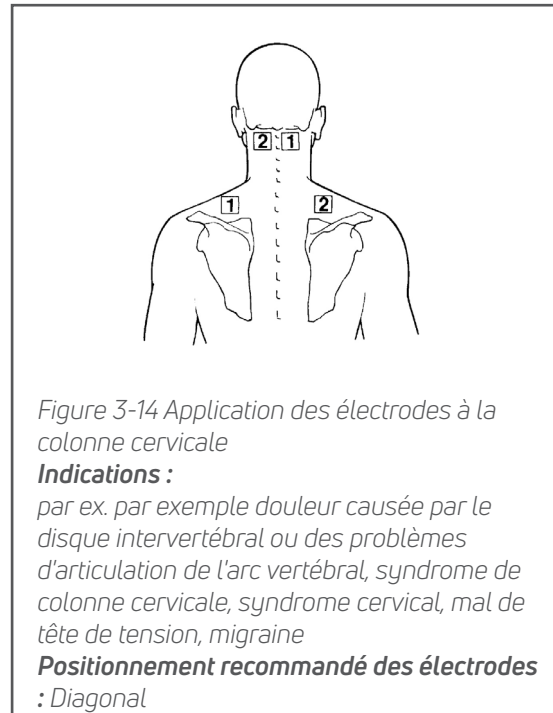 2 1
1 2
Figure 3-14 Application des électrodes à la
colonne cervicale
Indications :
par ex. par exemple douleur causée par le
disque intervertébral ou des problèmes
d'articulation de l'arc vertébral, syndrome de
colonne cervicale, syndrome cervical, mal de
tête de tension, migraine
Positionnement recommandé des électrodes
: Diagonal